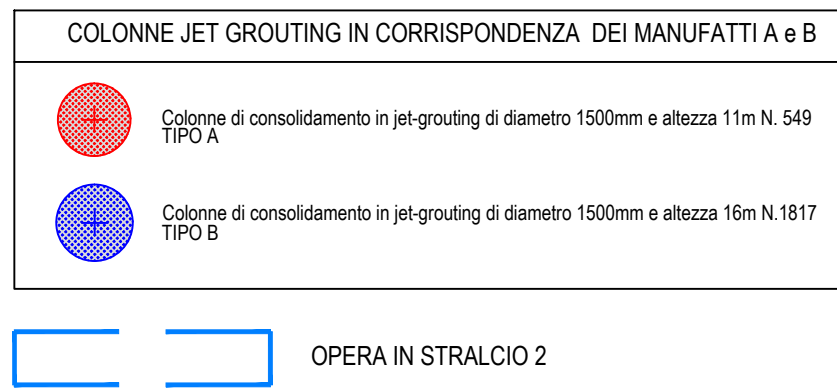 COLONNE JET GROUTING IN CORRISPONDENZA DEI MANUFATTI A e B
Colonne di consolidamento in jet-grouting di diametro 1500mm e altezza 11m N. 549
TIPO A
Colonne di consolidamento in jet-grouting di diametro 1500mm e altezza 16m N.1817
TIPO B
OPERA IN STRALCIO 2